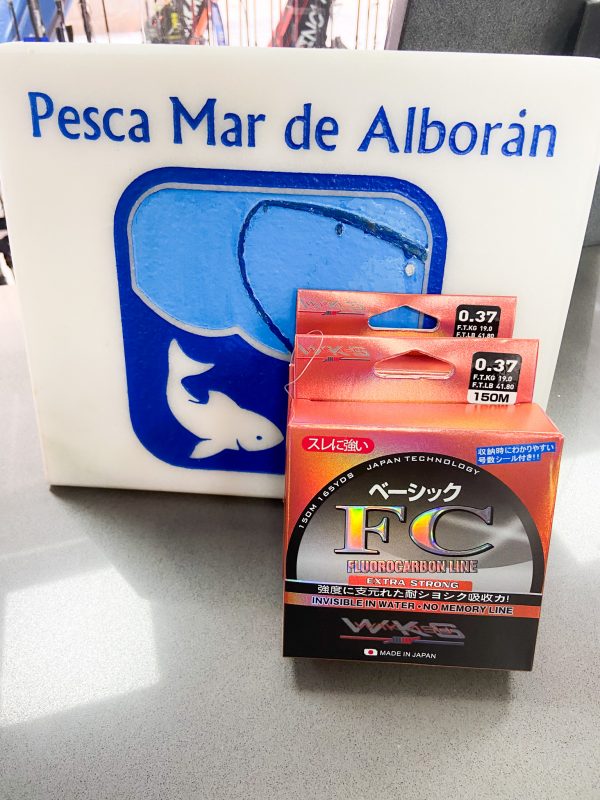 Pesca Mar de Alborán
0.37
F.T.KG 19.0
F.T.LB 41.80
0.37
F.T.KG 19.0
F.T.LB 41.80
150M
スレに強い
収納時にわかりやすい
号数シール付き!!
150M 165YDS JAPAN TECHNOLOGY
ベーシック
FC
FLUOROCARBON LINE
EXTRA STRONG
強度に支元れた耐ショシク吸收力!
INVISIBLE IN WATER • NO MEMORY LINE
MADE IN JAPAN